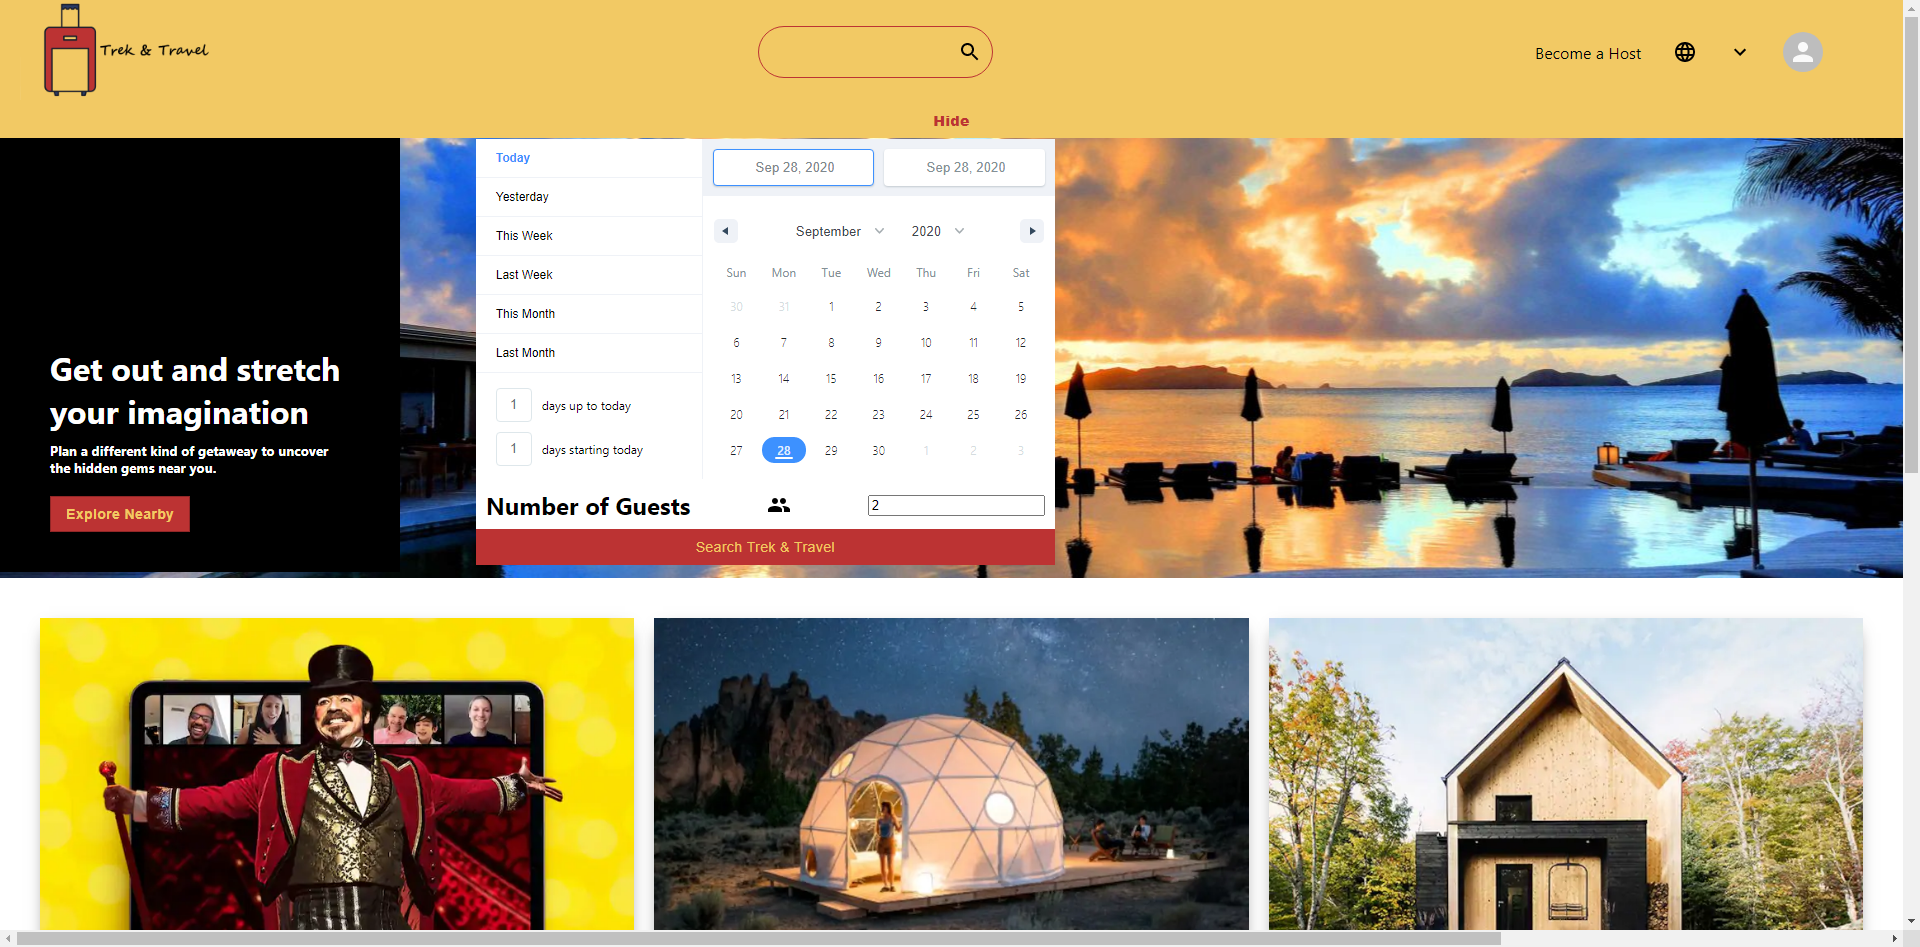 Trek & Travel
Become a Host
Hide
Get out and stretch
your imagination
Plan a different kind of getaweay to uncover
the hidden gems near you.
Explore Nearby
Today
Yesterday
This Week
Last Week
This Month
Last Month
1 days up to today
1 days starting today
Sep 28, 2020 Sep 28, 2020
September 2020
Sun Mon Tue Wed Thu Fri Sat
30 31 1 2 3 4 5
6 7 8 9 10 11 12
13 14 15 16 17 18 19
20 21 22 23 24 25 26
27 28 29 30 1 2 3
Number of Guests 2
Search Trek & Travel